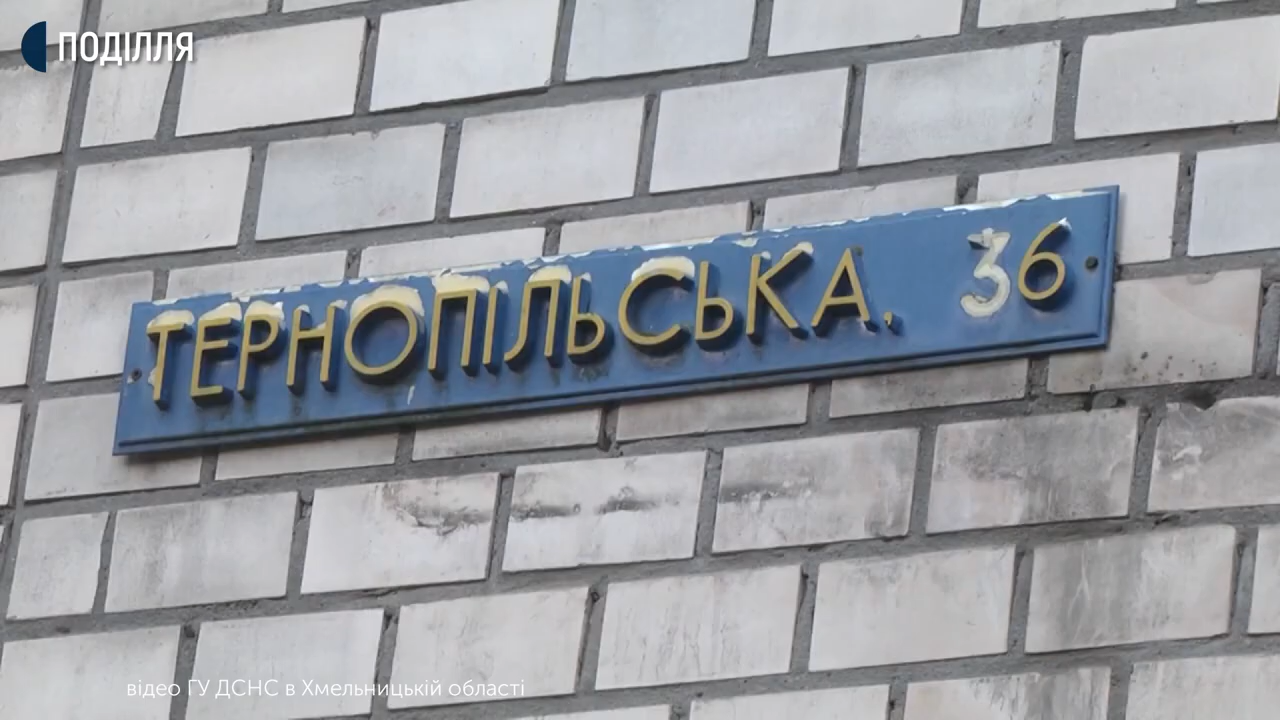 ПОДІЛЛЯ
ТЕРНОПІЛЬСЬКА, 36
відео ГУ ДСНС в Хмельницькій області